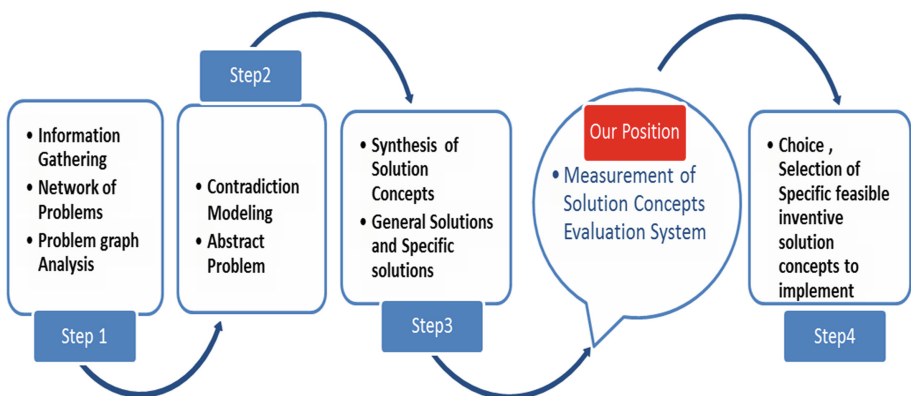 • Information
Gathering
• Network of
Problems
• Problem graph
Analysis
Step 1
Step2
• Contradiction
Modeling
• Abstract
Problem
• Synthesis of
Solution
Concepts
• General Solutions
and Specific
solutions
Step3
Our Position
• Measurement of
Solution Concepts
Evaluation System
• Choice ,
Selection of
Specific feasible
inventive
solution
concepts to
implement
Step4